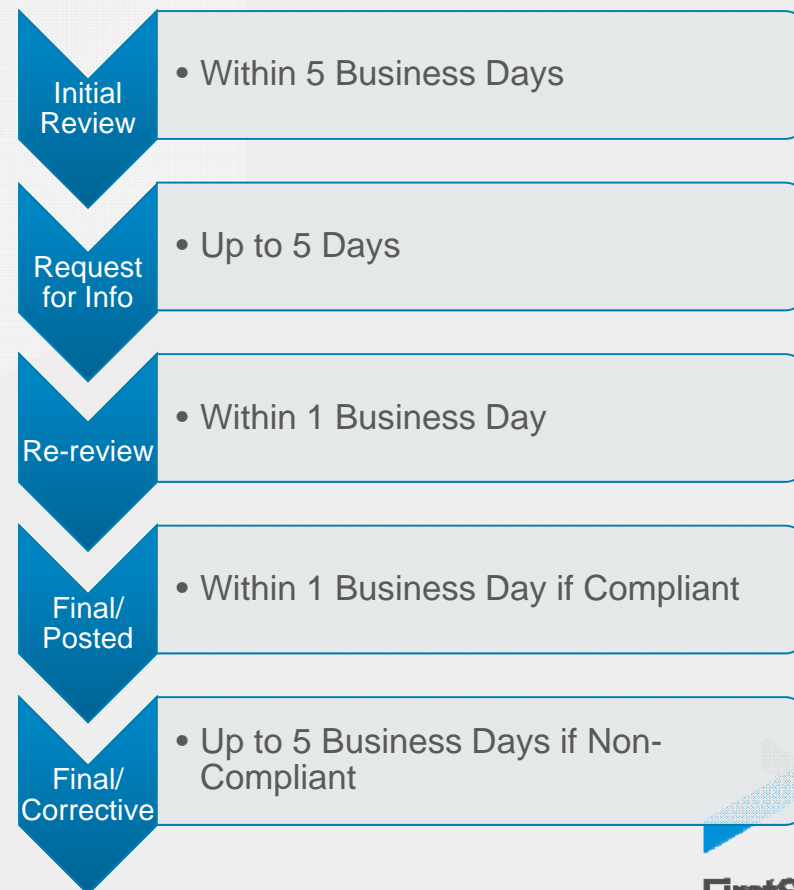 Initial
Review
• Within 5 Business Days
Request
for Info
• Up to 5 Days
Re-review
• Within 1 Business Day
Final/
Posted
• Within 1 Business Day if Compliant
Final/
Corrective
• Up to 5 Business Days if Non-
Compliant